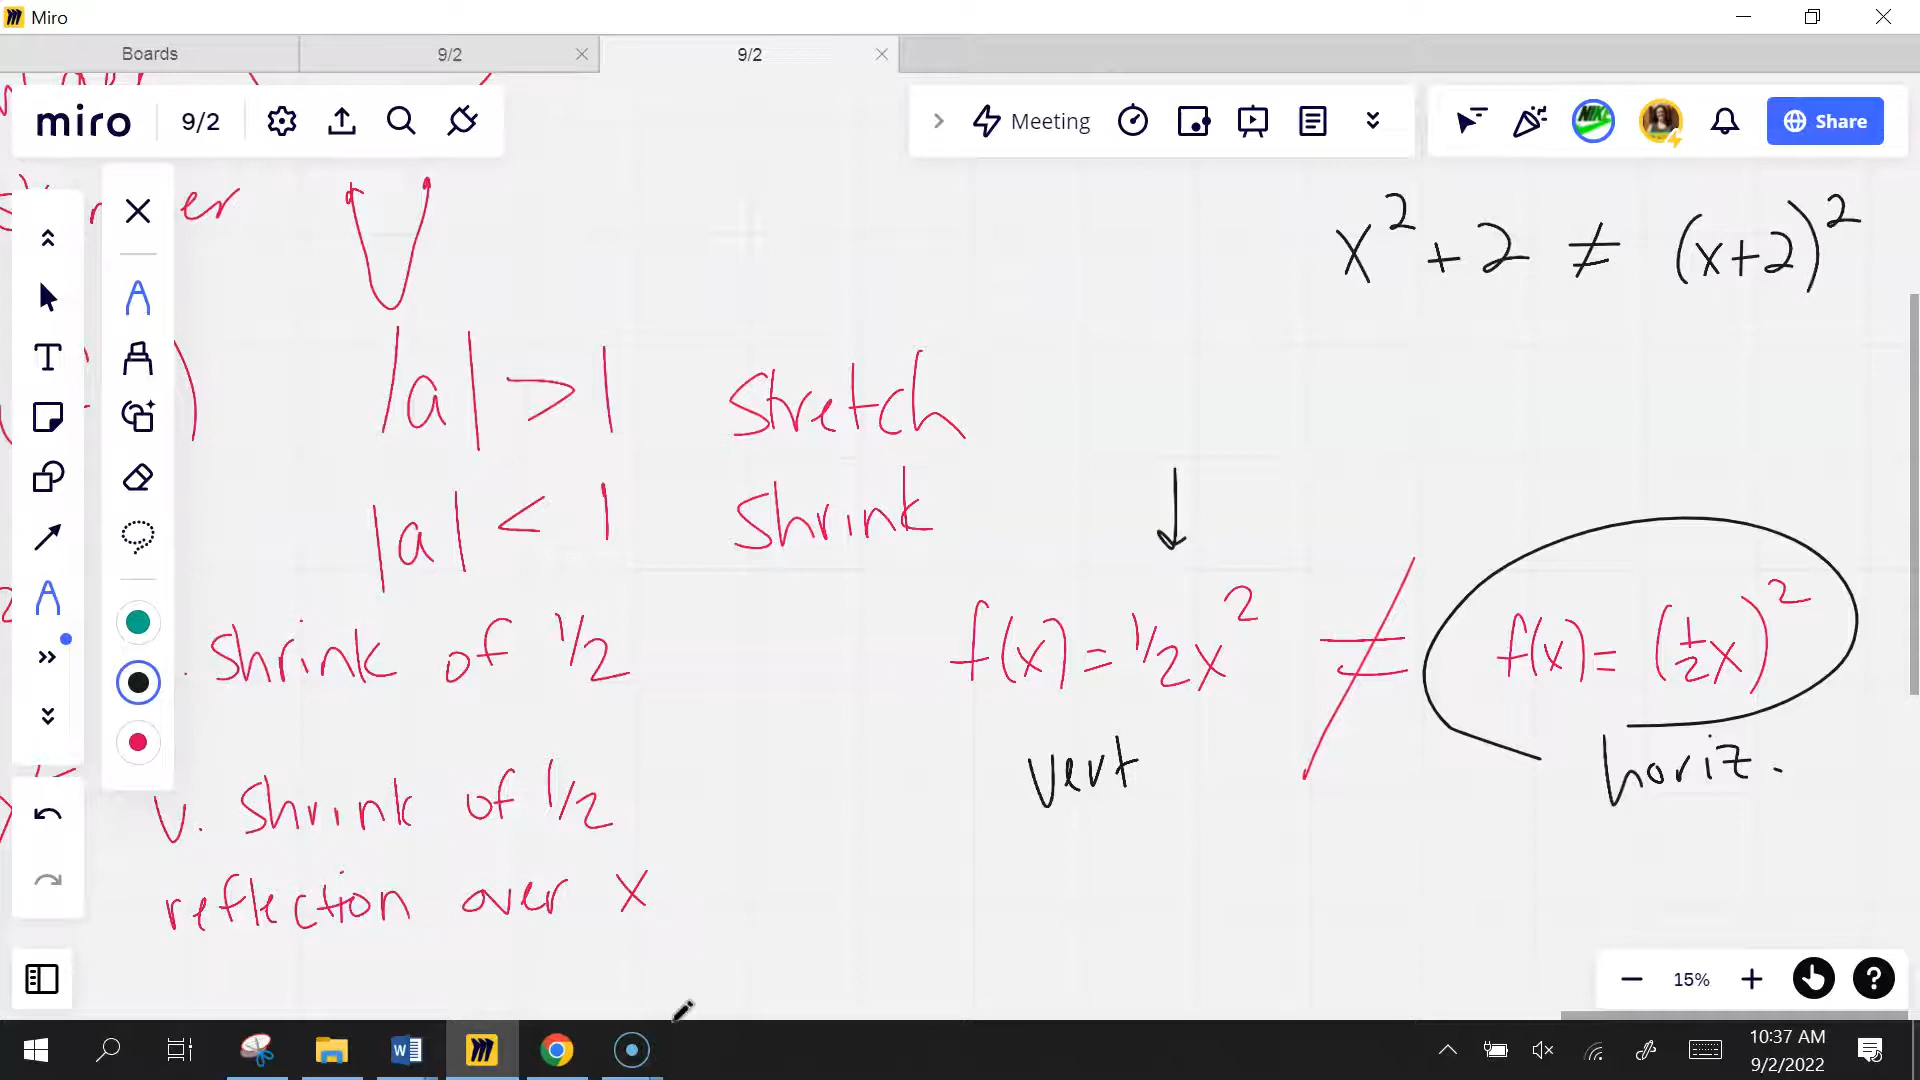 Miro
Boards 9/2 9/2
miro 9/2 Meeting Share
er
x² + 2 ≠ (x+2)²
|a| > 1 stretch
|a| < 1 shrink
. shrink of 1/2
f(x) = 1/2x² ≠ f(x) = (1/2x)²
vert horiz.
v. shrink of 1/2
reflection over x
15%
10:37 AM
9/2/2022